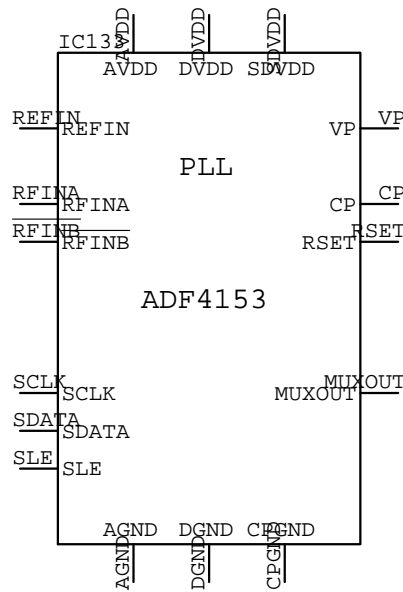 AVDD DVDD SDVDD
IC133
AVDD DVDD SDVDD
REFIN VP
REFIN VP
PLL
RFINA CP
RFINA CP
RFINB RSET
RFINB RSET
ADF4153
SCLK MUXOUT
SCLK MUXOUT
SDATA
SDATA
SLE
SLE
AGND DGND CPGND
AGND DGND CPGND